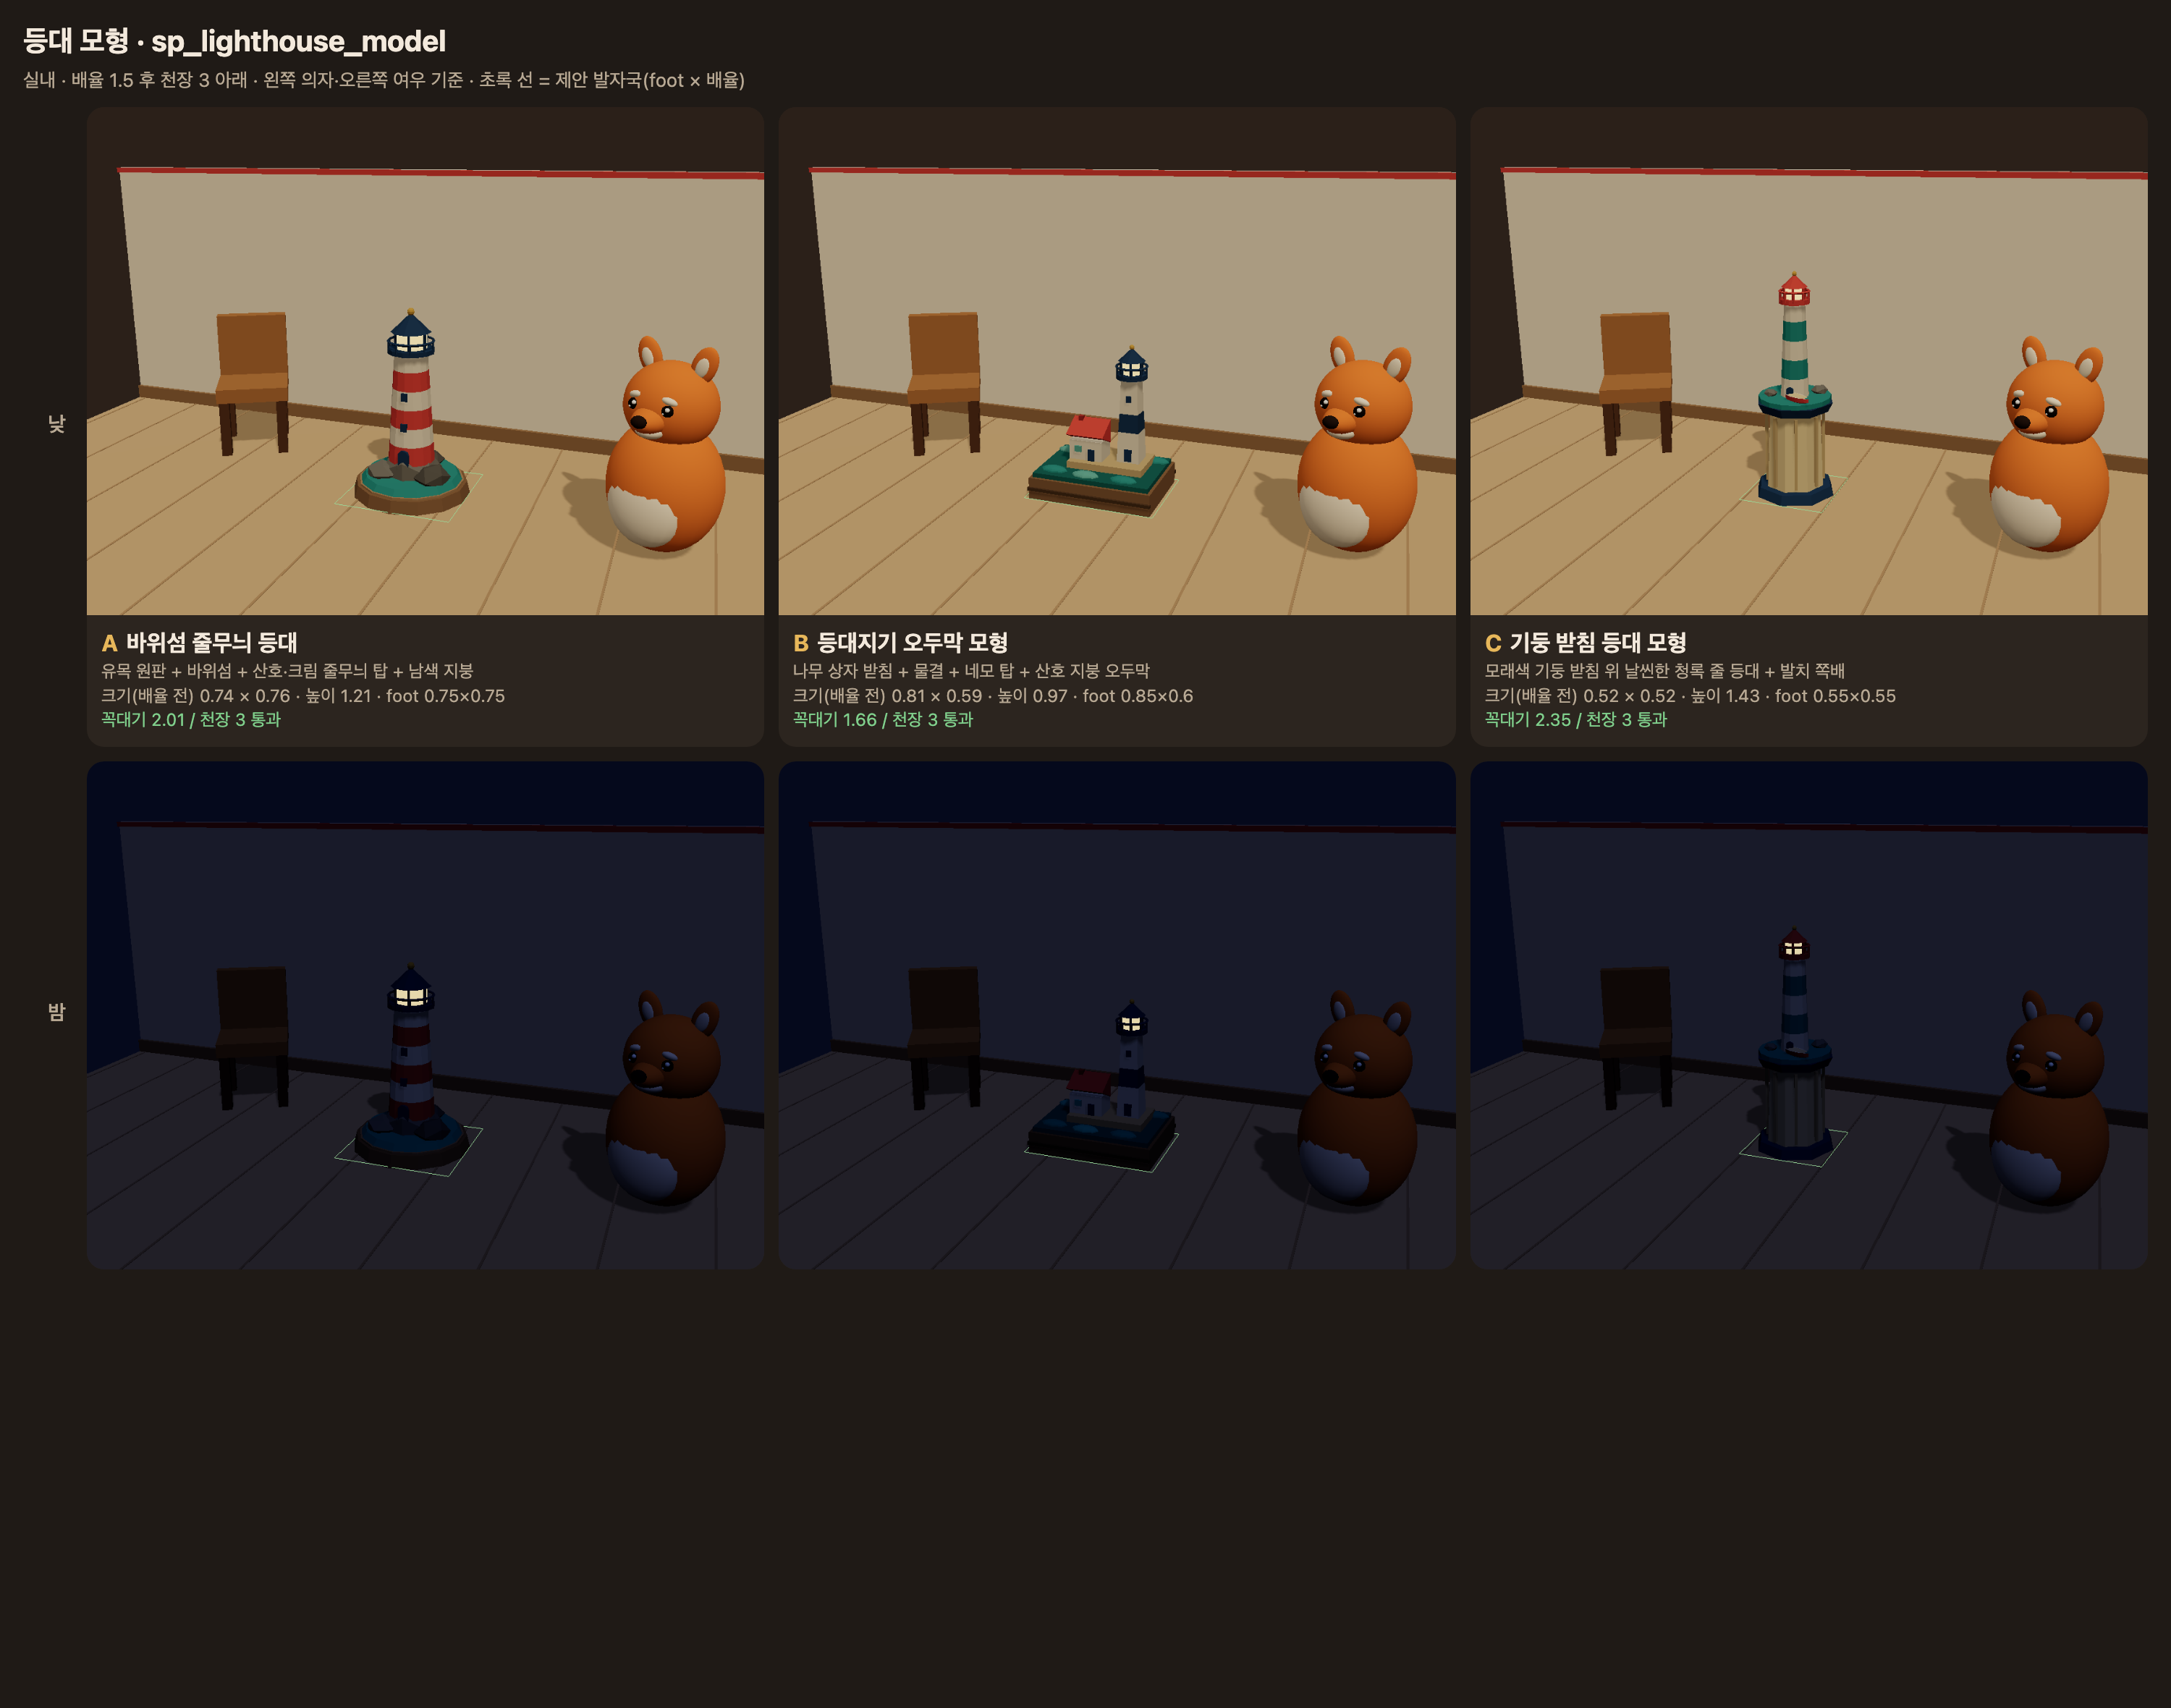 등대 모형 · sp_lighthouse_model
실내 · 배율 1.5 후 천장 3 아래 · 왼쪽 의자·오른쪽 여우 기준 · 초록 선 = 제안 발자국(foot × 배율)
낮
A 바위섬 줄무늬 등대
유목 원판 + 바위섬 + 산호·크림 줄무늬 탑 + 남색 지붕
크기(배율 전) 0.74 × 0.76 · 높이 1.21 · foot 0.75×0.75
꼭대기 2.01 / 천장 3 통과
B 등대지기 오두막 모형
나무 상자 받침 + 물결 + 네모 탑 + 산호 지붕 오두막
크기(배율 전) 0.81 × 0.59 · 높이 0.97 · foot 0.85×0.6
꼭대기 1.66 / 천장 3 통과
C 기둥 받침 등대 모형
모래색 기둥 받침 위 날씬한 청록 줄 등대 + 발치 쪽배
크기(배율 전) 0.52 × 0.52 · 높이 1.43 · foot 0.55×0.55
꼭대기 2.35 / 천장 3 통과
밤